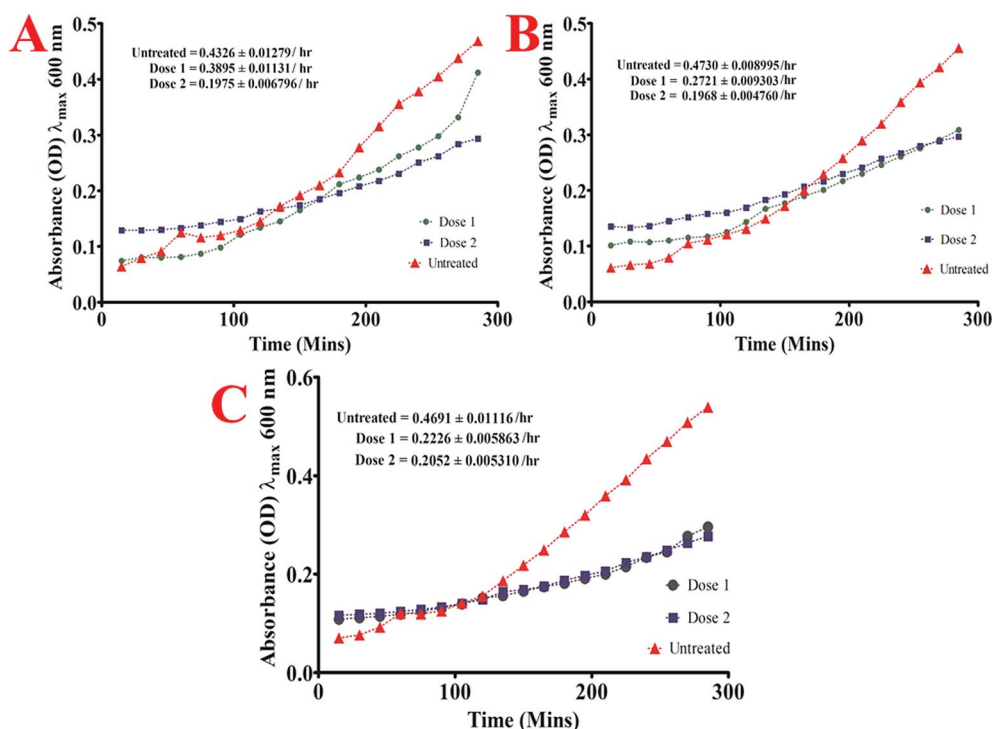 A
Untreated = 0.4326 ± 0.01279/ hr
Dose 1 = 0.3895 ± 0.01131/ hr
Dose 2 = 0.1975 ± 0.006796/ hr
Absorbance (OD) λmax 600 nm
0.5
0.4
0.3
0.2
0.1
0.0
Dose 1
Dose 2
Untreated
0 100 200 300
Time (Mins)
B
Untreated = 0.4730 ± 0.008995/hr
Dose 1 = 0.2721 ± 0.009303/hr
Dose 2 = 0.1968 ± 0.004760/hr
Absorbance (OD) λmax 600 nm
0.5
0.4
0.3
0.2
0.1
0.0
Dose 1
Dose 2
Untreated
0 100 200 300
Time (Mins)
C
Untreated = 0.4691 ± 0.01116/hr
Dose 1 = 0.2226 ± 0.005863/hr
Dose 2 = 0.2052 ± 0.005310/hr
Absorbance (OD) λmax 600 nm
0.6
0.4
0.2
0.0
Dose 1
Dose 2
Untreated
0 100 200 300
Time (Mins)